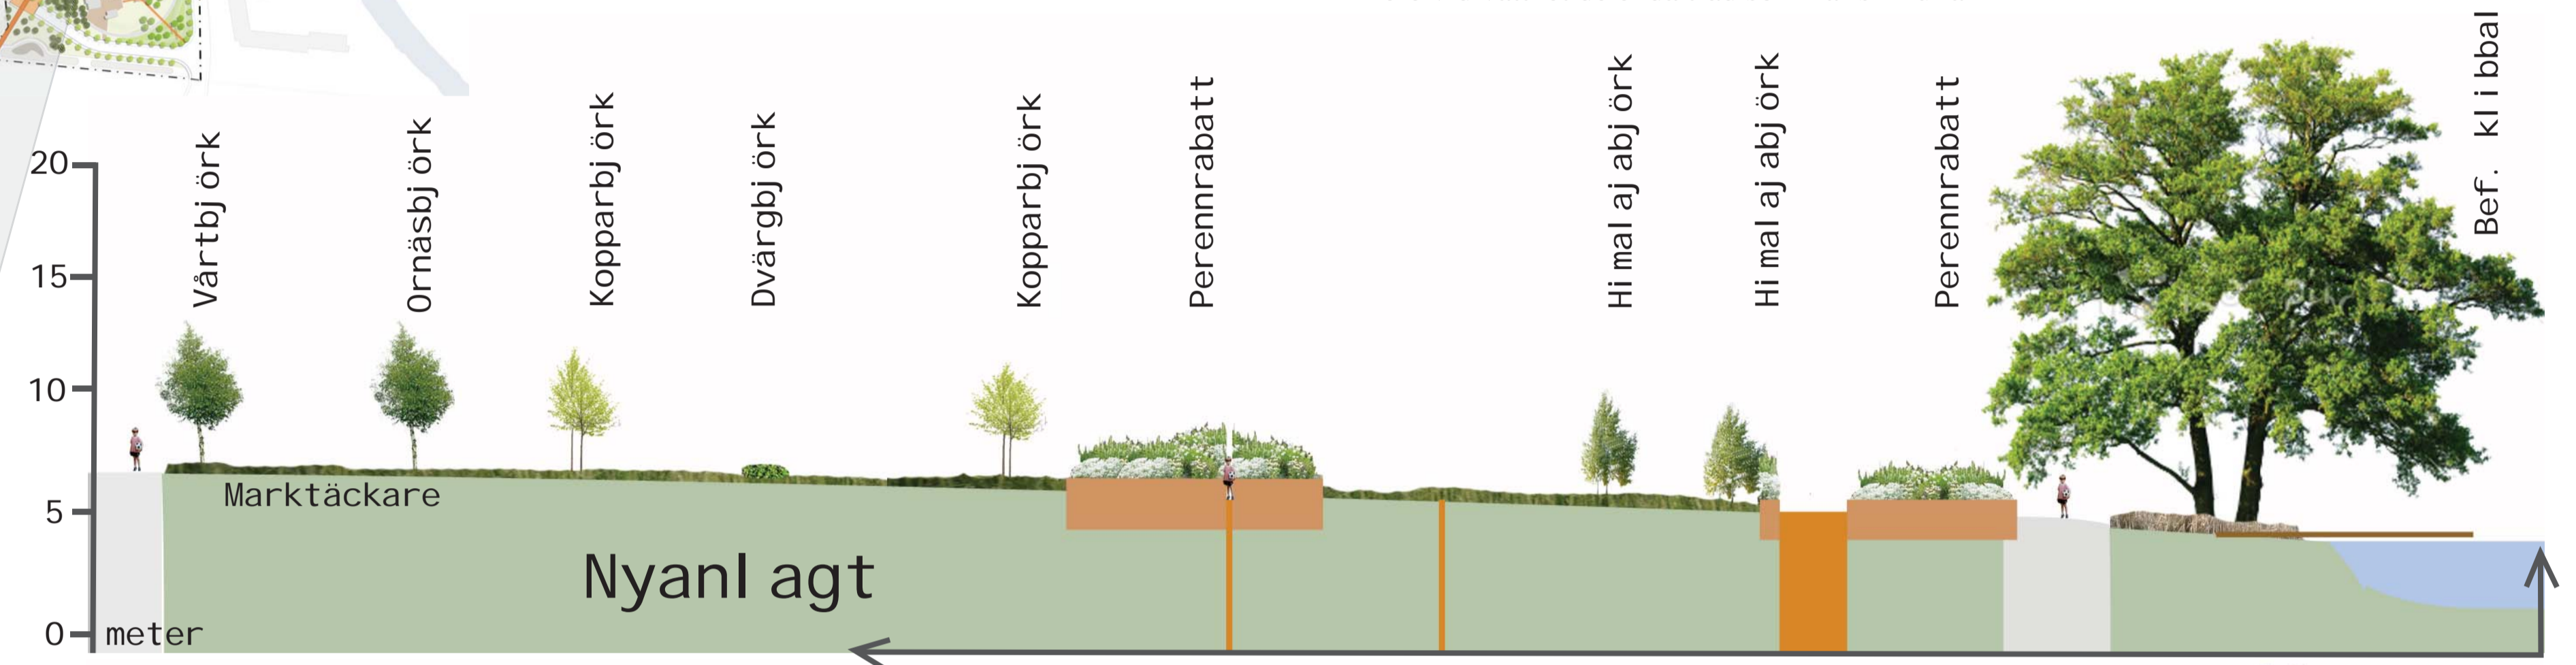 Vårtbjörk
Ornäsbjörk
Kopparbjörk
Dvärgbjörk
Kopparbjörk
Perennrabatt
Himalajabjörk
Himalajabjörk
Perennrabatt
Bef. klibbal
20
15
10
5
0
meter
Marktäckare
Nyanlagt